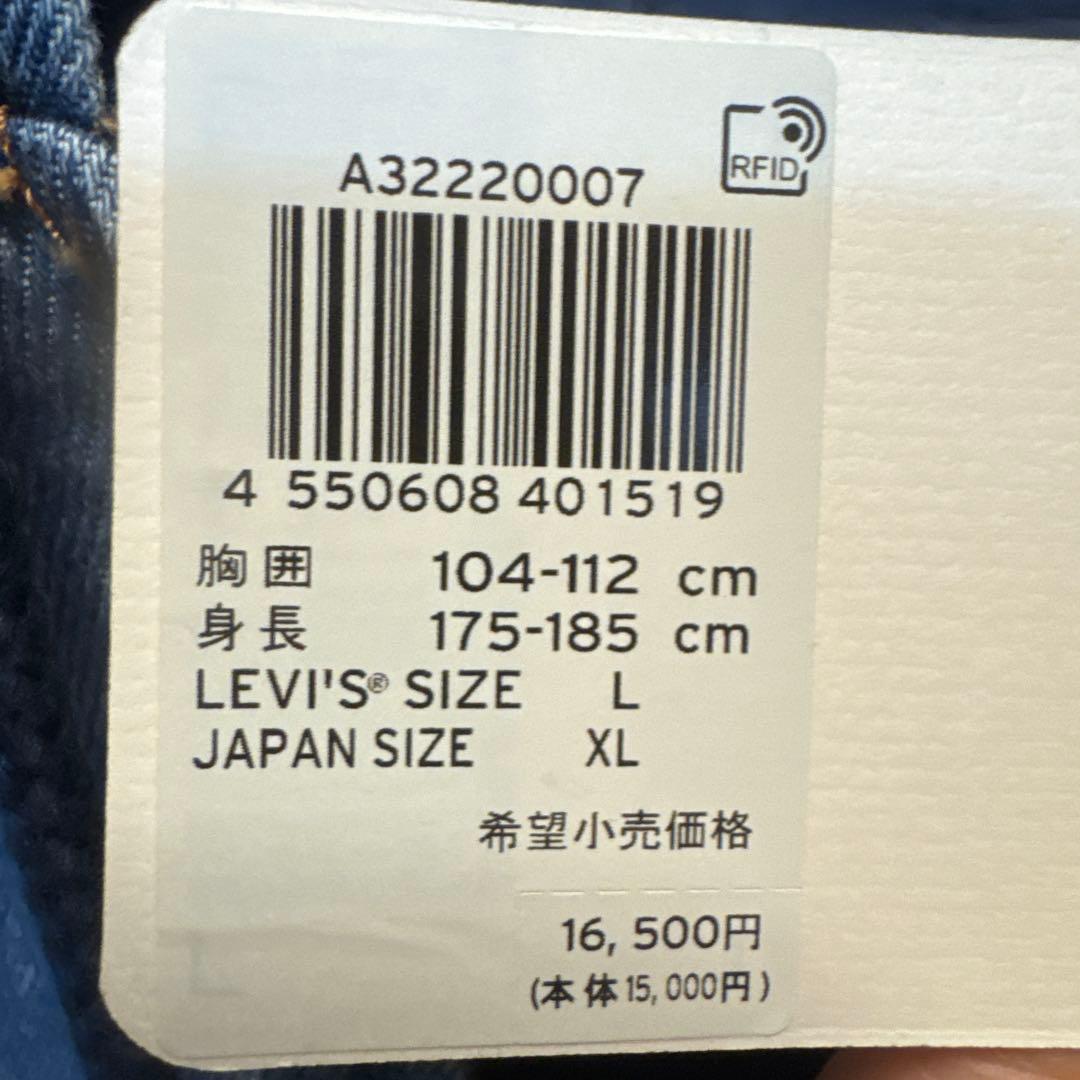 RFID
A32220007
4 550608 401519
胸囲 104-112 cm
身長 175-185 cm
LEVI'S® SIZE L
JAPAN SIZE XL
希望小売価格
16,500円
(本体15,000円)